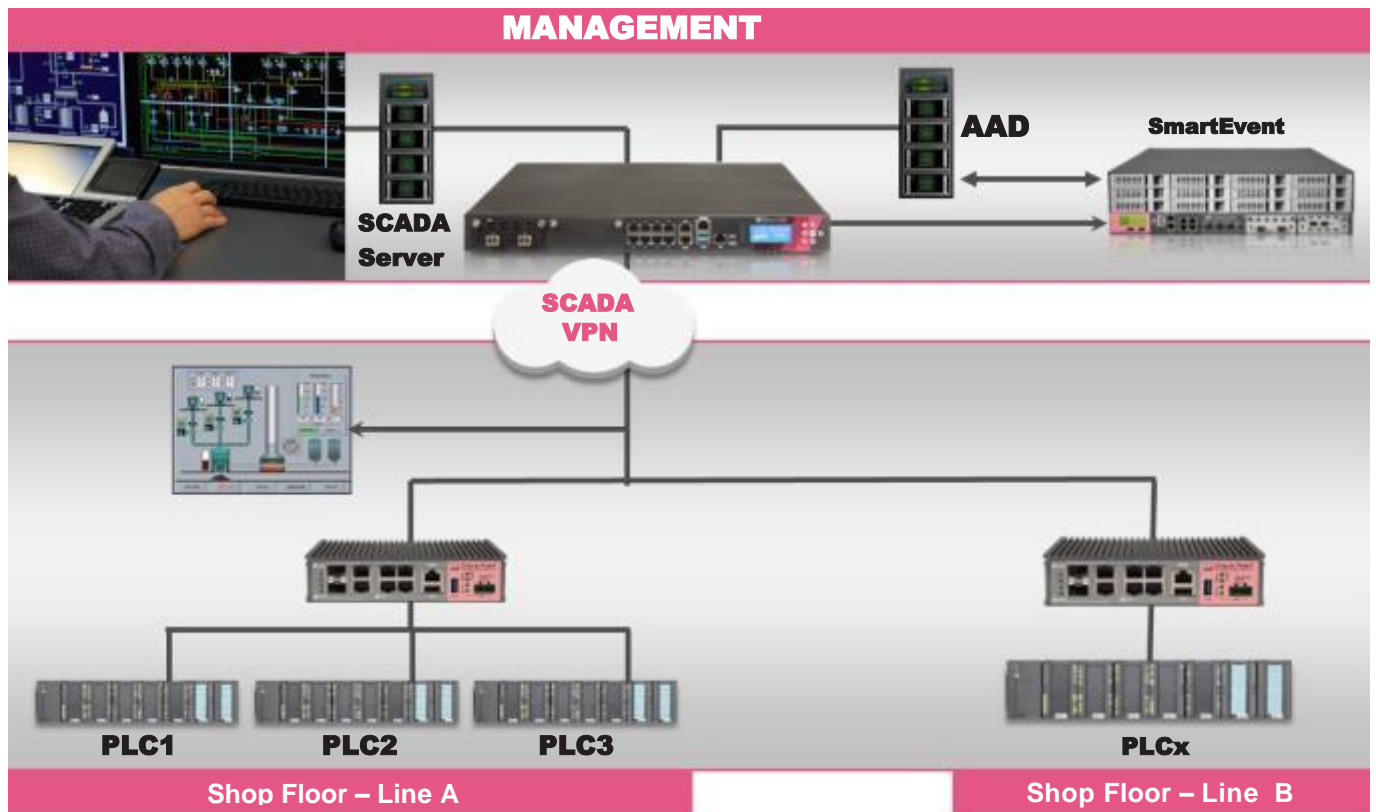 MANAGEMENT
AAD
SmartEvent
SCADA
Server
SCADA
VPN
PLC1
PLC2
PLC3
PLCx
Shop Floor – Line A
Shop Floor – Line B